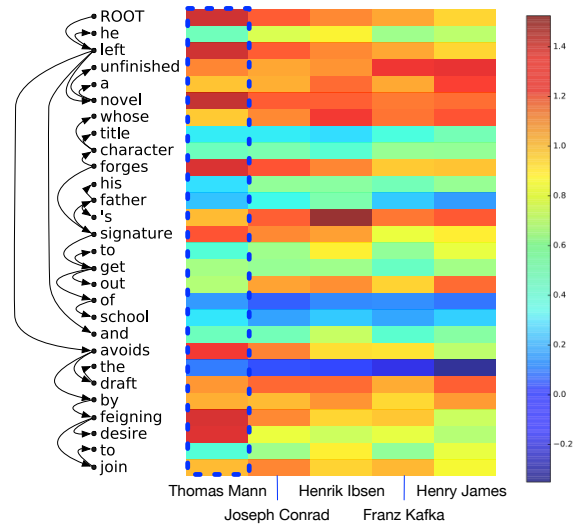 ROOT
he
left
unfinished
a
novel
whose
title
character
forges
his
father
's
signature
to
get
out
of
school
and
avoids
the
draft
by
feigning
desire
to
join
Thomas Mann Henrik Ibsen Henry James
Joseph Conrad Franz Kafka
1.4
1.2
1.0
0.8
0.6
0.4
0.2
0.0
−0.2